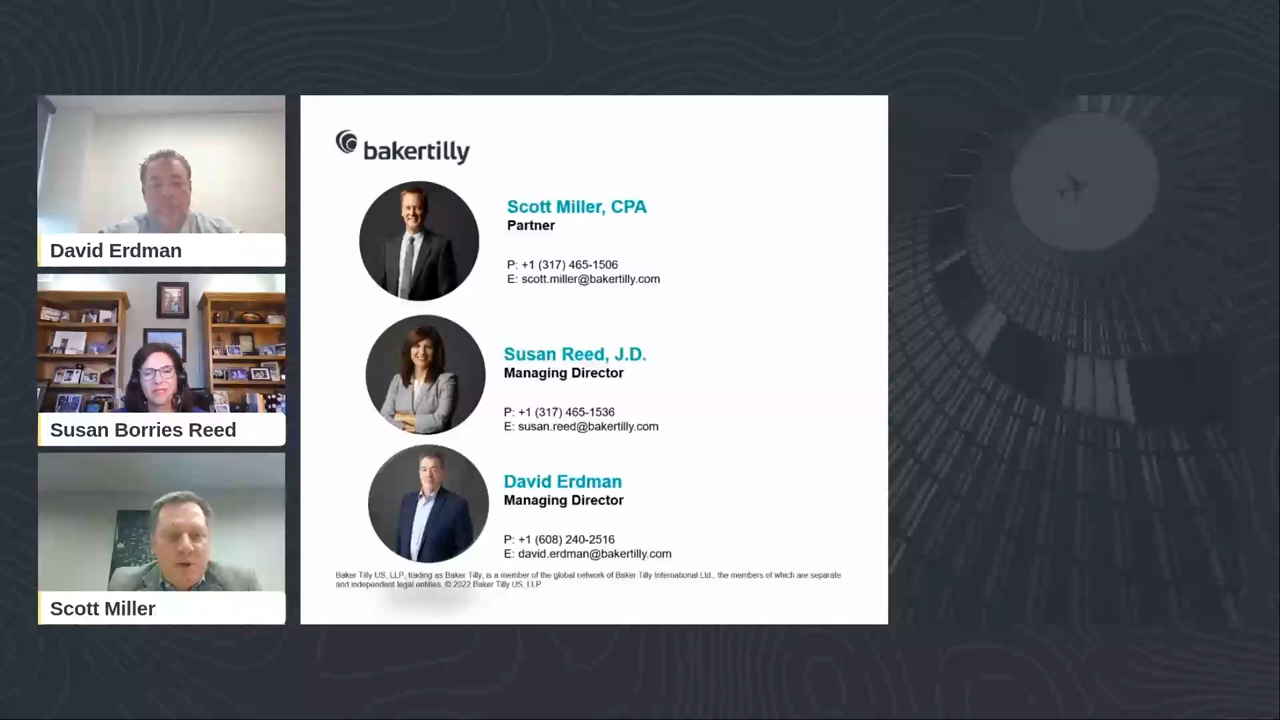 David Erdman
Susan Borries Reed
Scott Miller
bakertilly
Scott Miller, CPA
Partner
P: +1 (317) 465-1506
E: scott.miller@bakertilly.com
Susan Reed, J.D.
Managing Director
P: +1 (317) 465-1536
E: susan.reed@bakertilly.com
David Erdman
Managing Director
P: +1 (608) 240-2516
E: david.erdman@bakertilly.com
Baker Tilly US, LLP, trading as Baker Tilly, is a member of the global network of Baker Tilly International Ltd., the members of which are separate
and independent legal entities. © 2022 Baker Tilly US, LLP